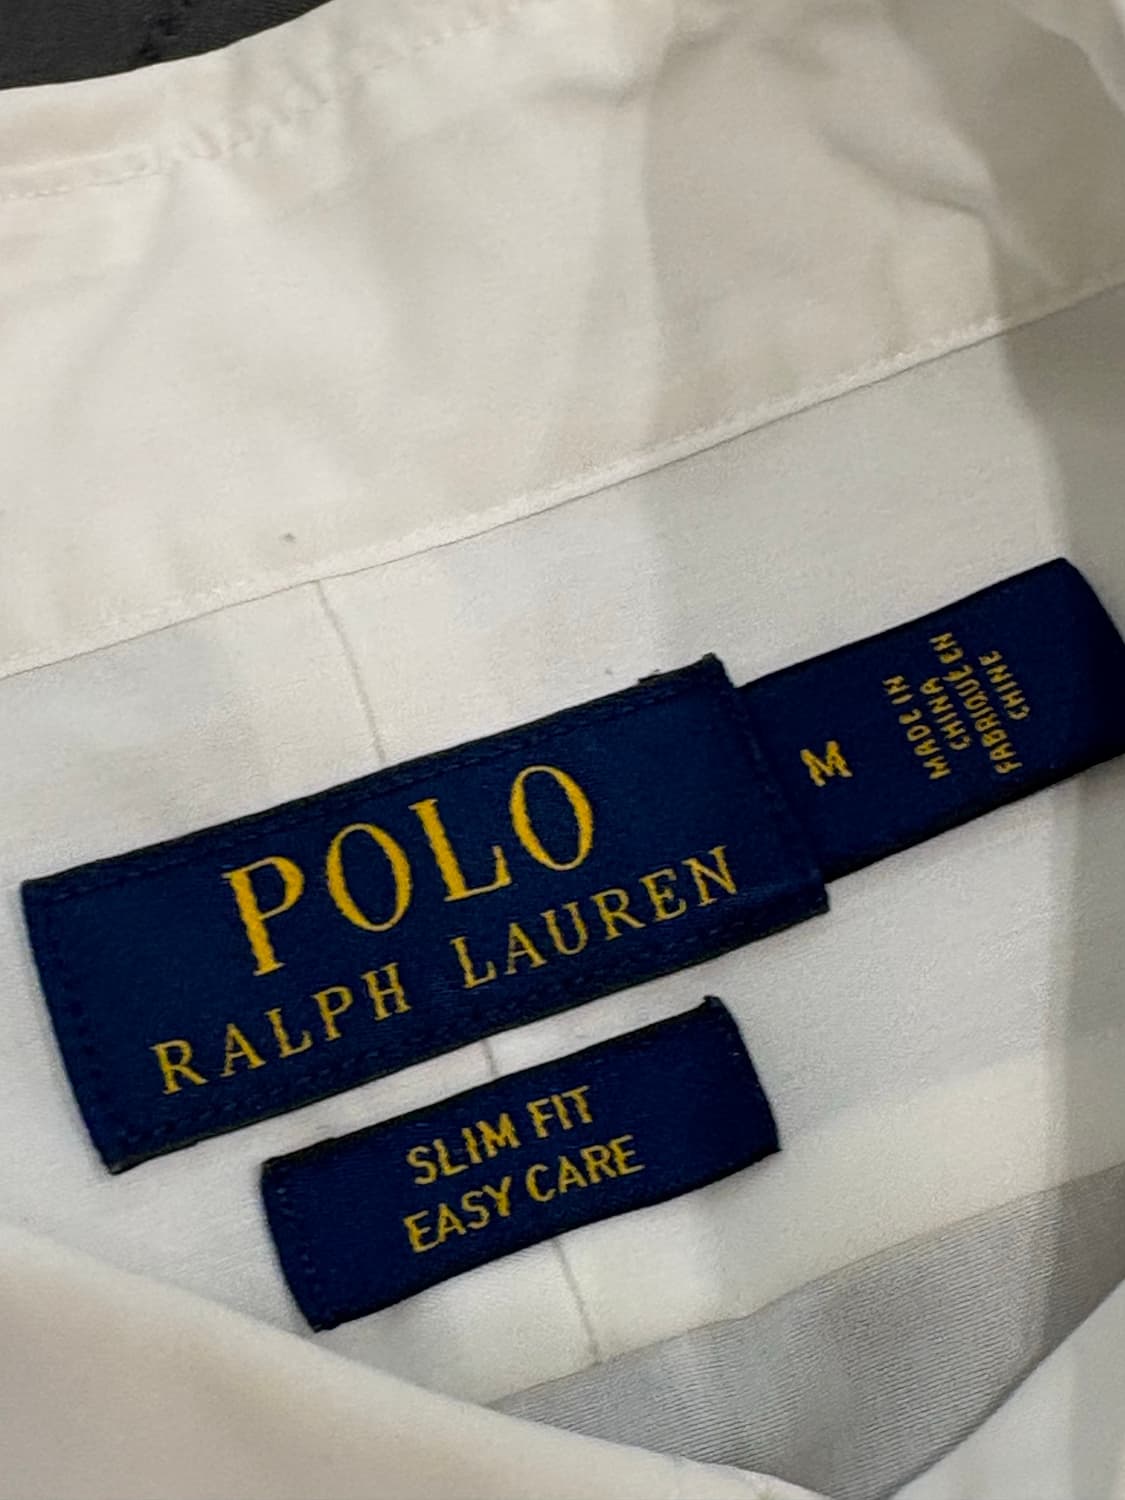 POLO
RALPH LAUREN
M
MADE IN
CHINA
FABRIQUÉ EN
CHINE
SLIM FIT
EASY CARE